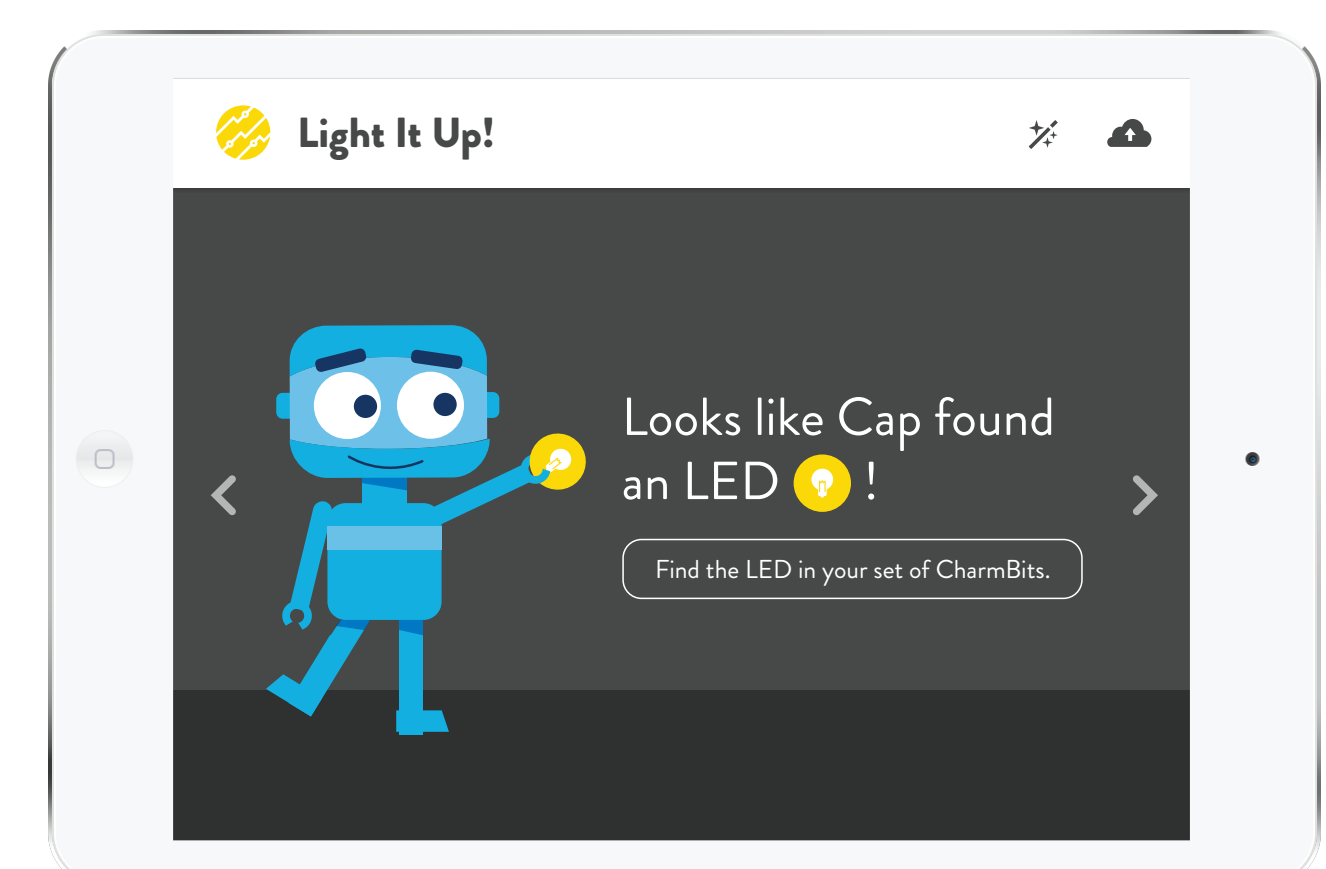 Light It Up!
Looks like Cap found
an LED !
Find the LED in your set of CharmBits.